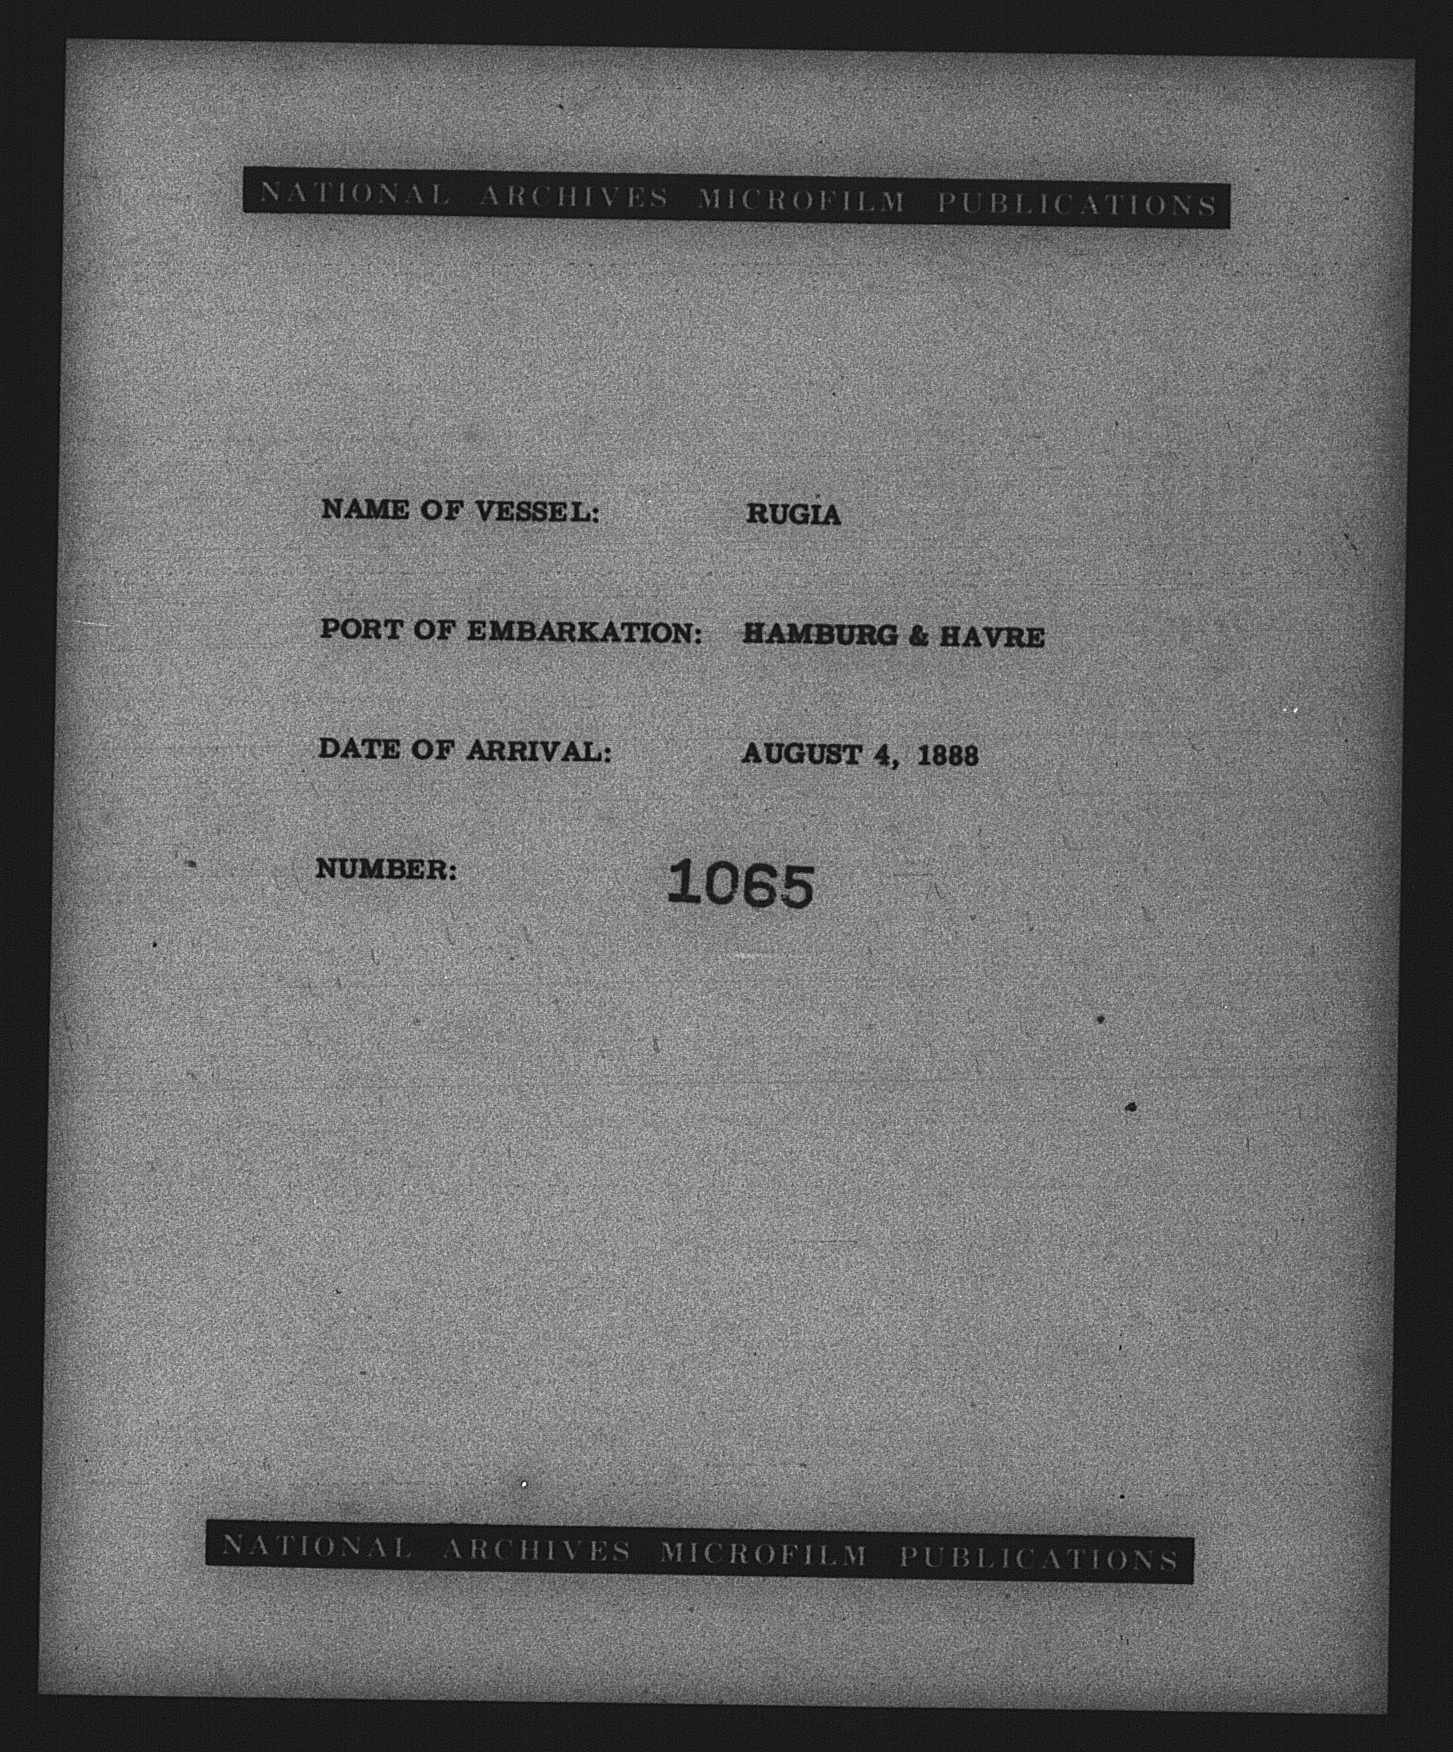 NATIONAL ARCHIVES MICROFILM PUBLICATIONS
NAME OF VESSEL: RUGIA
PORT OF EMBARKATION: HAMBURG & HAVRE
DATE OF ARRIVAL: AUGUST 4, 1888
NUMBER: 1065
NATIONAL ARCHIVES MICROFILM PUBLICATIONS